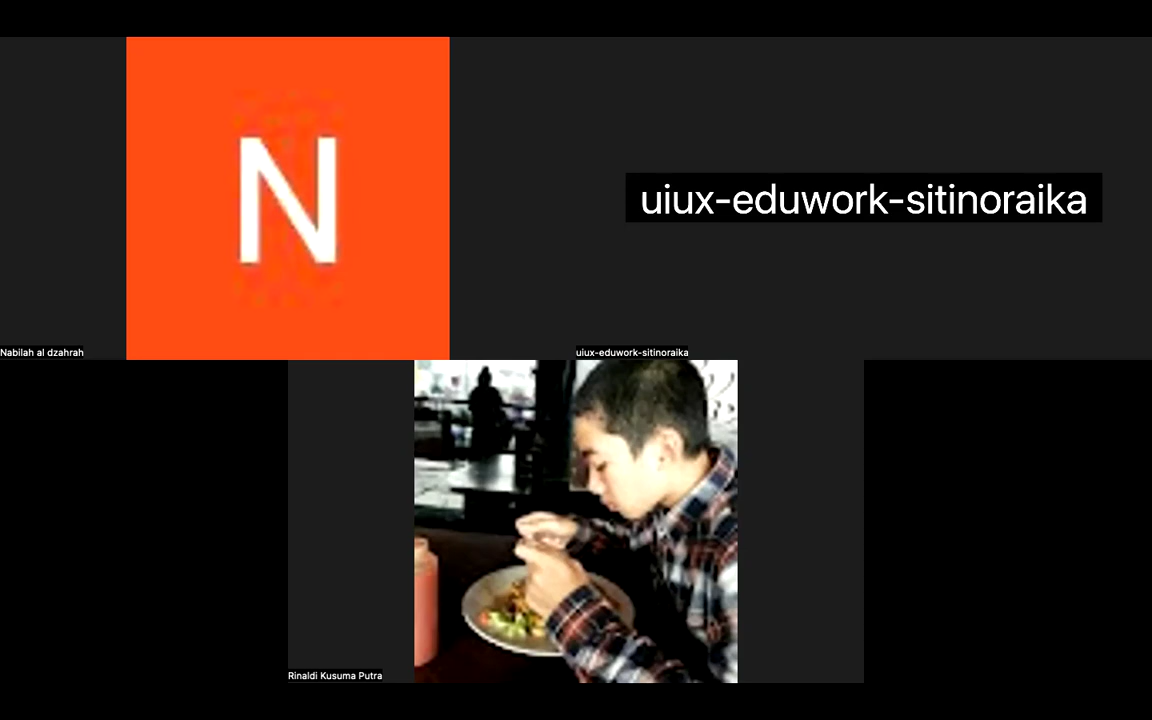 N
uiux-eduwork-sitinoraika
Nabilah al dzahrah
uiux-eduwork-sitinoraika
Rinaldi Kusuma Putra